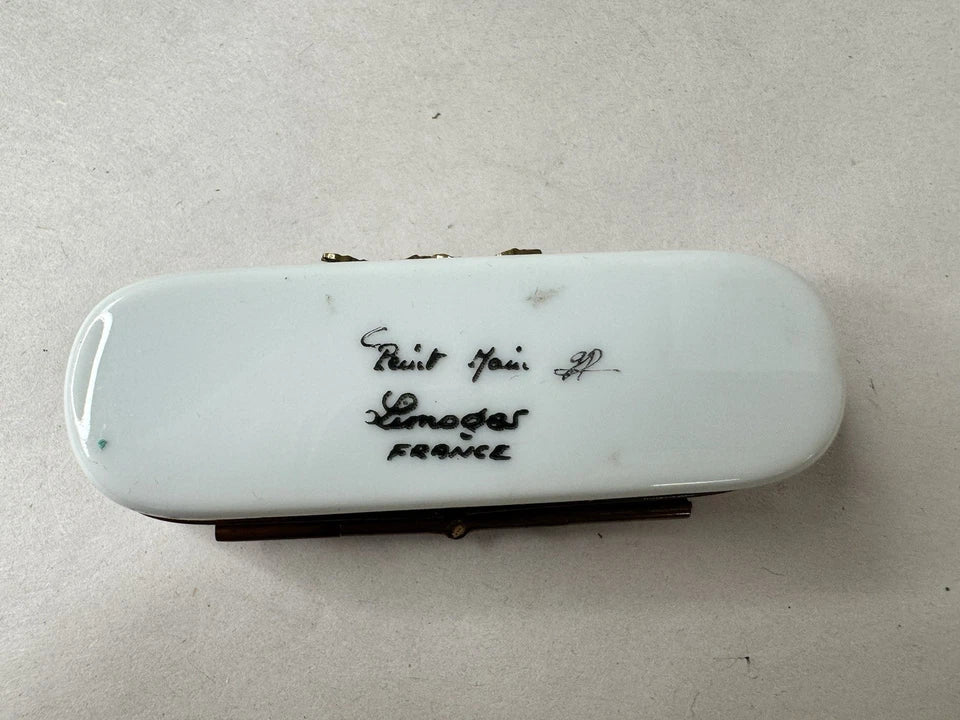 Peint Main
Limoges
FRANCE